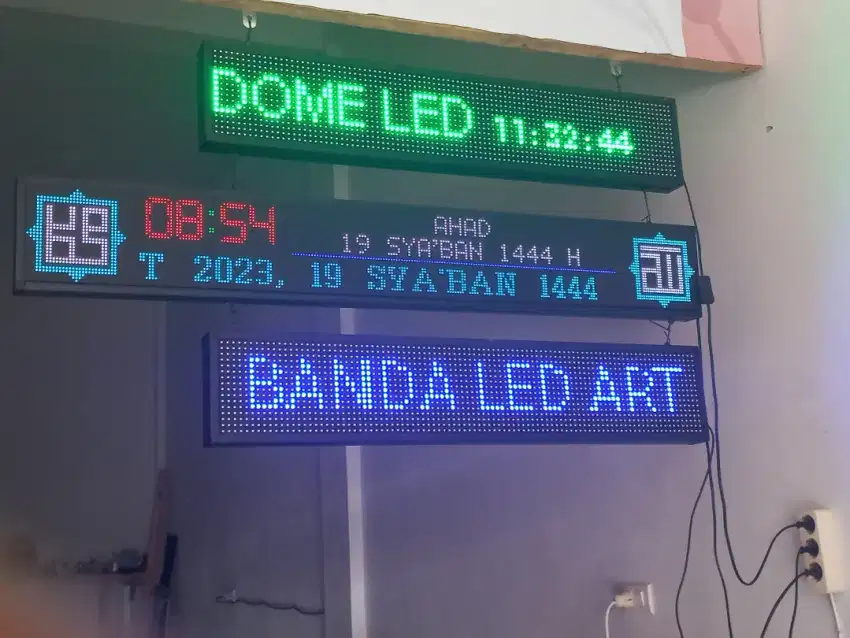 DOME LED 11:32:44
08:54
AHAD
19 SYA'BAN 1444 H
T 2023, 19 SYA'BAN 1444
BANDA LED ART